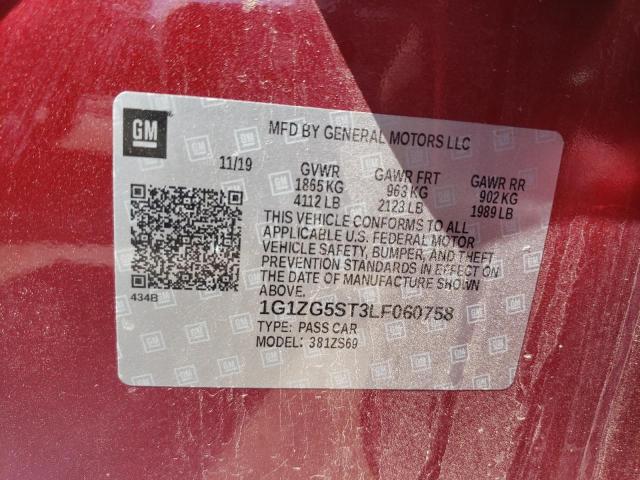 GM
MFD BY GENERAL MOTORS LLC
11/19 GVWR GAWR FRT GAWR RR
1865 KG 963 KG 902 KG
4112 LB 2123 LB 1989 LB
THIS VEHICLE CONFORMS TO ALL
APPLICABLE U.S. FEDERAL MOTOR
VEHICLE SAFETY, BUMPER, AND THEFT
PREVENTION STANDARDS IN EFFECT ON
THE DATE OF MANUFACTURE SHOWN
ABOVE.
434B
1G1ZG5ST3LF060758
TYPE: PASS CAR
MODEL: 381ZS69